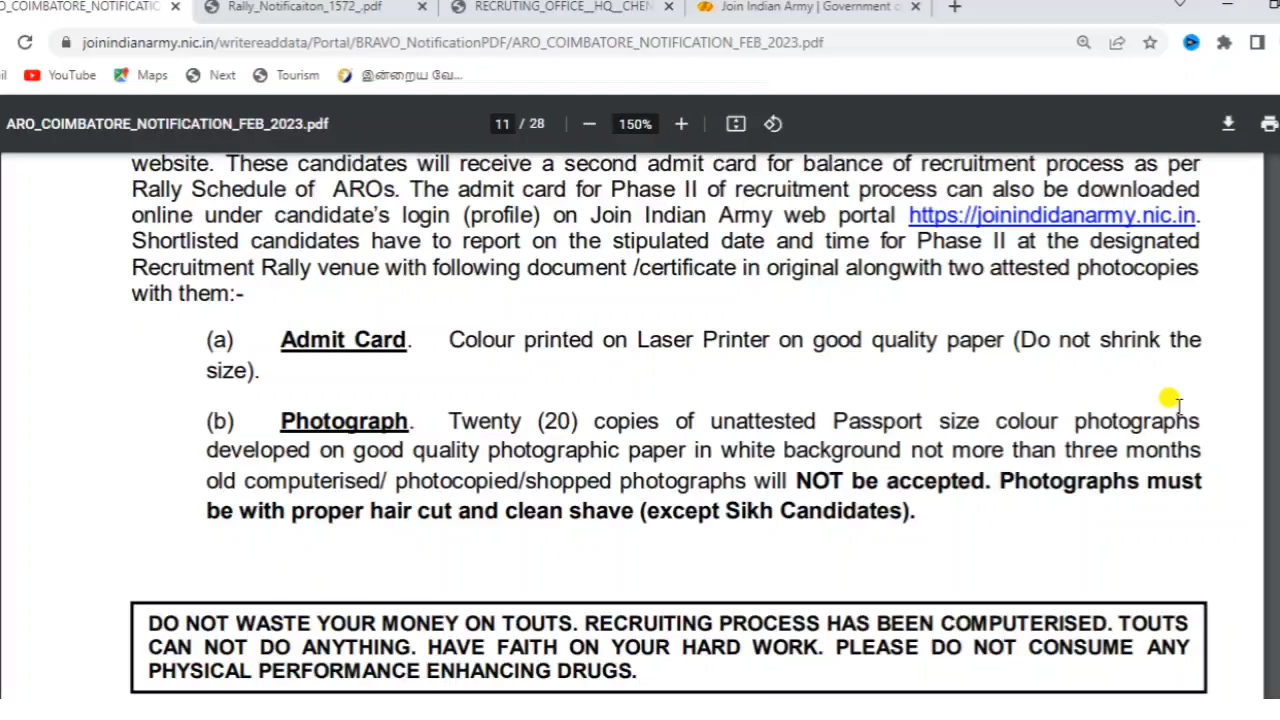 O_COIMBATORE_NOTIFICATIO
Rally_Notificaiton_1572_.pdf
RECRUTING_OFFICE__HQ__CHEN
Join Indian Army | Government o
joinindianarmy.nic.in/writereaddata/Portal/BRAVO_NotificationPDF/ARO_COIMBATORE_NOTIFICATION_FEB_2023.pdf
il YouTube Maps Next Tourism இன்றைய வே...
ARO_COIMBATORE_NOTIFICATION_FEB_2023.pdf 11 / 28 150%
website. These candidates will receive a second admit card for balance of recruitment process as per
Rally Schedule of AROs. The admit card for Phase II of recruitment process can also be downloaded
online under candidate's login (profile) on Join Indian Army web portal https://joinindidanarmy.nic.in.
Shortlisted candidates have to report on the stipulated date and time for Phase II at the designated
Recruitment Rally venue with following document /certificate in original alongwith two attested photocopies
with them:-
(a) Admit Card. Colour printed on Laser Printer on good quality paper (Do not shrink the
size).
(b) Photograph. Twenty (20) copies of unattested Passport size colour photographs
developed on good quality photographic paper in white background not more than three months
old computerised/ photocopied/shopped photographs will NOT be accepted. Photographs must
be with proper hair cut and clean shave (except Sikh Candidates).
DO NOT WASTE YOUR MONEY ON TOUTS. RECRUITING PROCESS HAS BEEN COMPUTERISED. TOUTS
CAN NOT DO ANYTHING. HAVE FAITH ON YOUR HARD WORK. PLEASE DO NOT CONSUME ANY
PHYSICAL PERFORMANCE ENHANCING DRUGS.